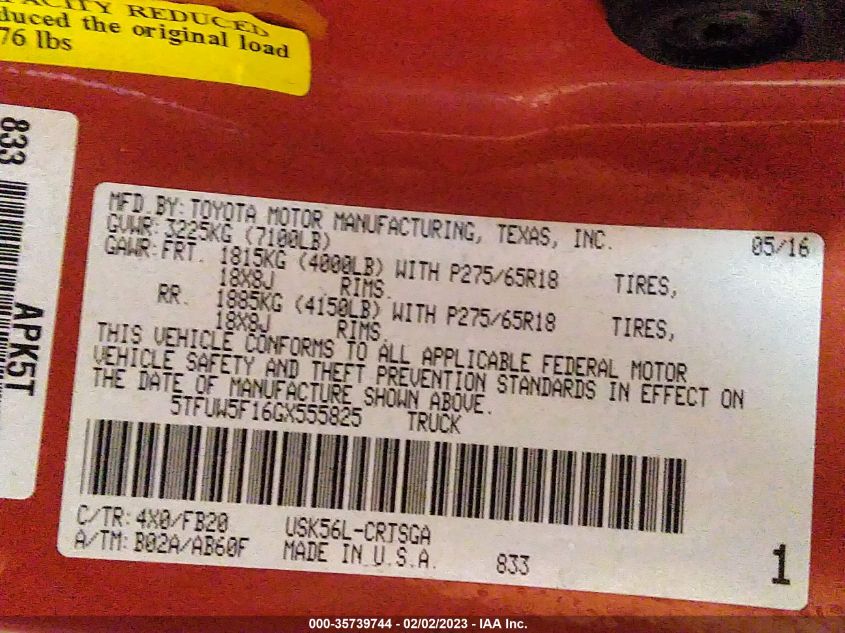 PACITY REDUCED
duced the original load
76 lbs
833
APK5T
MFD BY: TOYOTA MOTOR MANUFACTURING, TEXAS, INC. 05/16
GVWR: 3225KG (7100LB)
GAWR: FRT. 1815KG (4000LB) WITH P275/65R18 TIRES,
18X8J RIMS.
RR. 1885KG (4150LB) WITH P275/65R18 TIRES,
18X8J RIMS
THIS VEHICLE CONFORMS TO ALL APPLICABLE FEDERAL MOTOR
VEHICLE SAFETY AND THEFT PREVENTION STANDARDS IN EFFECT ON
THE DATE OF MANUFACTURE SHOWN ABOVE.
5TFUW5F16GX555825 TRUCK
C/TR: 4X0/FB20 USK56L-CRTSGA
A/TM: B02A/AB60F MADE IN U.S.A. 833 1
000-35739744 — 02/02/2023 — IAA Inc.